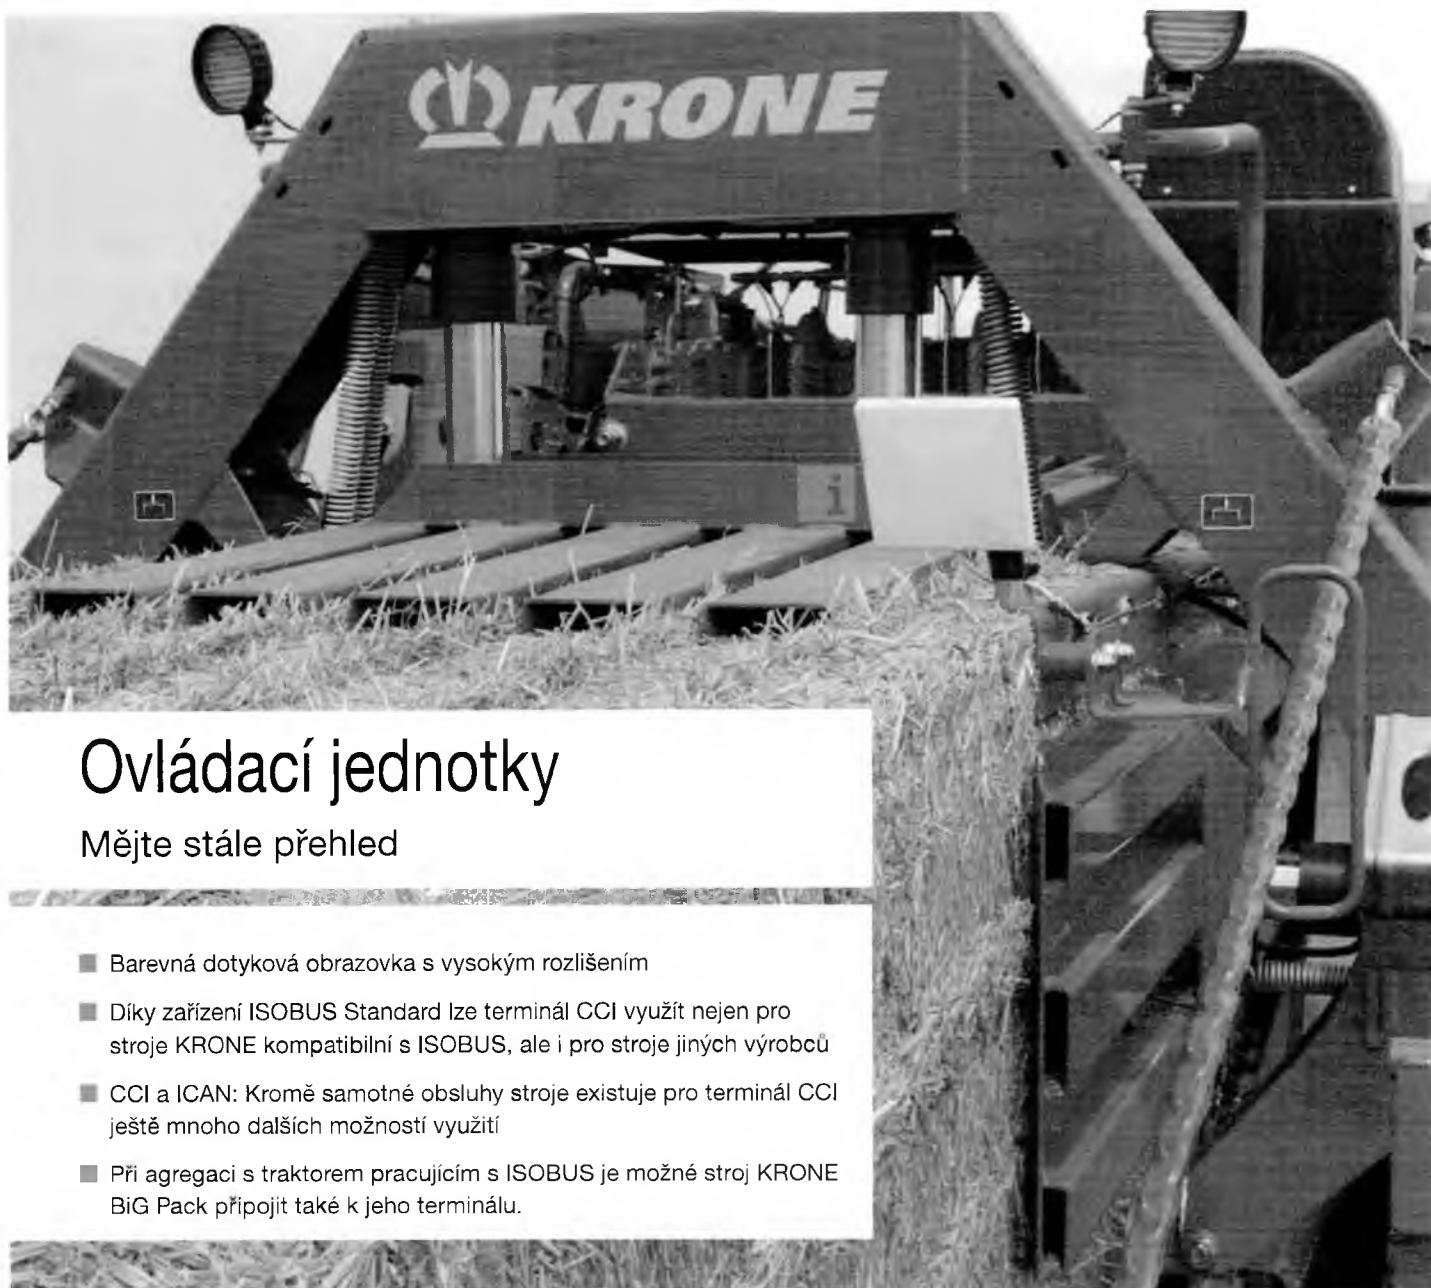 KRONE
i
Ovládací jednotky
Mějte stále přehled
Barevná dotyková obrazovka s vysokým rozlišením
Díky zařízení ISOBUS Standard lze terminál CCI využít nejen pro
stroje KRONE kompatibilní s ISOBUS, ale i pro stroje jiných výrobců
CCI a ICAN: Kromě samotné obsluhy stroje existuje pro terminál CCI
ještě mnoho dalších možností využití
Při agregaci s traktorem pracujícím s ISOBUS je možné stroj KRONE
BiG Pack připojit také k jeho terminálu.